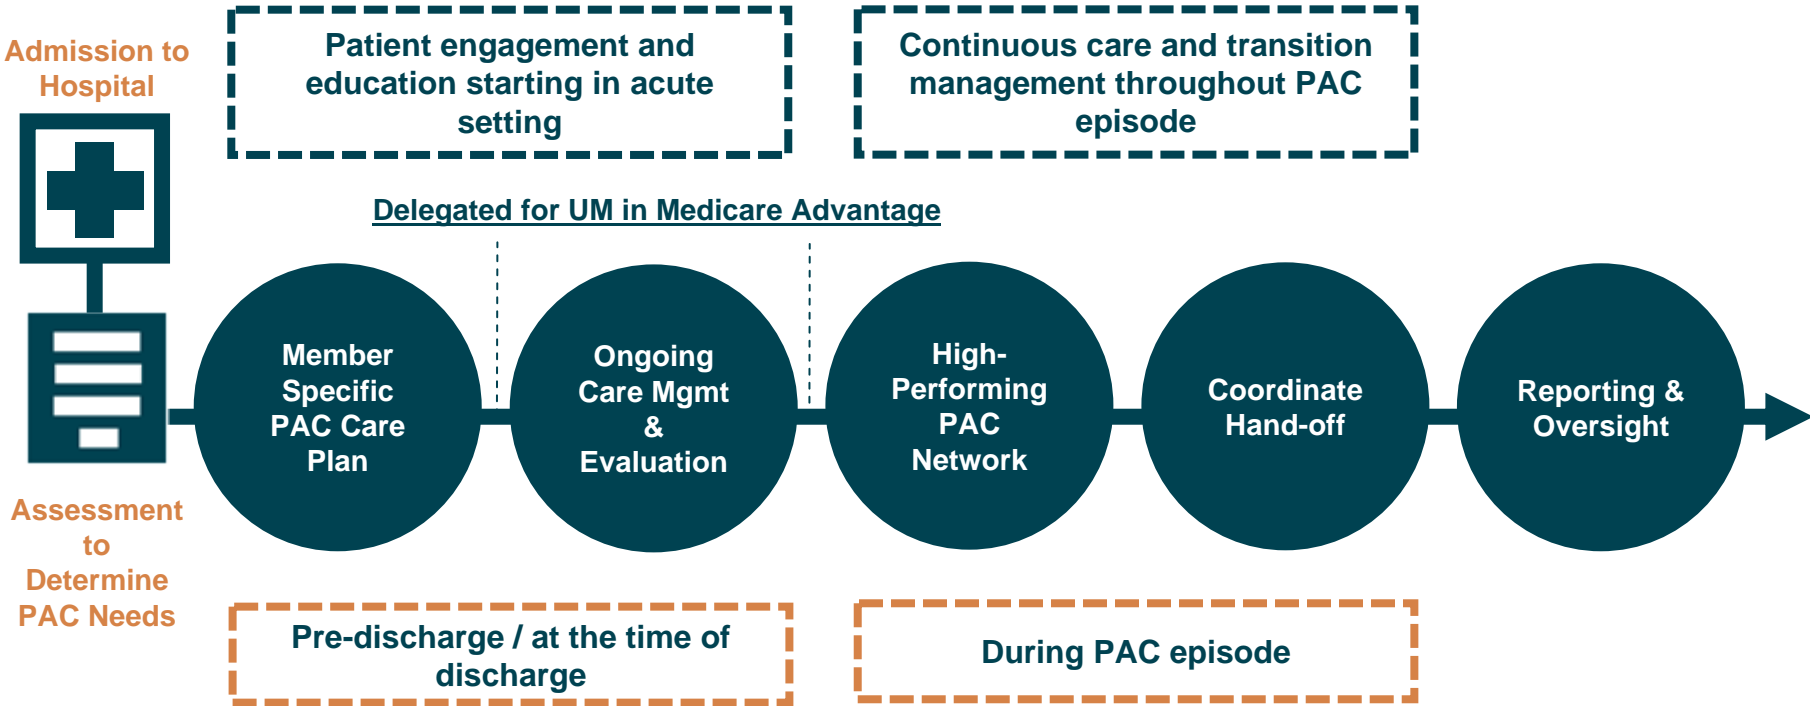 Admission to
Hospital
Patient engagement and
education starting in acute
setting
Continuous care and transition
management throughout PAC
episode
Delegated for UM in Medicare Advantage
Member
Specific
PAC Care
Plan
Ongoing
Care Mgmt
&
Evaluation
High-
Performing
PAC
Network
Coordinate
Hand-off
Reporting &
Oversight
Assessment
to
Determine
PAC Needs
Pre-discharge / at the time of
discharge
During PAC episode